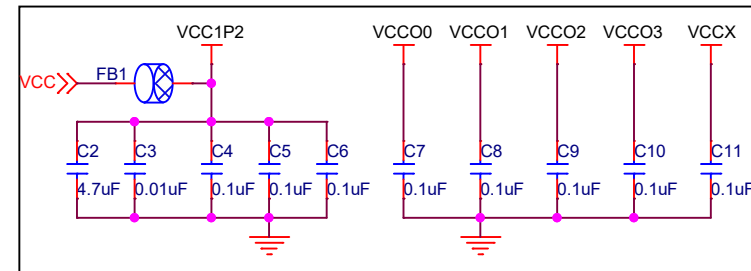 VCC1P2 VCCO0 VCCO1 VCCO2 VCCO3 VCCX
VCC FB1
C2 C3 C4 C5 C6 C7 C8 C9 C10 C11
4.7uF 0.01uF 0.1uF 0.1uF 0.1uF 0.1uF 0.1uF 0.1uF 0.1uF 0.1uF